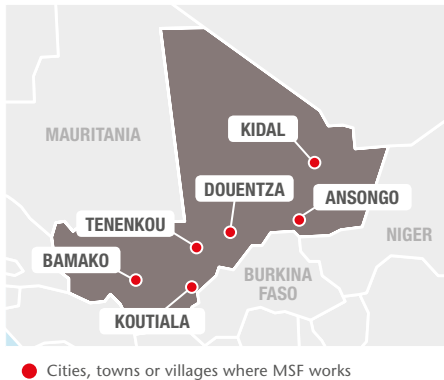 KIDAL
MAURITANIA
DOUENTZA
ANSONGO
TENENKOU
NIGER
BAMAKO
BURKINA
FASO
KOUTIALA
Cities, towns or villages where MSF works